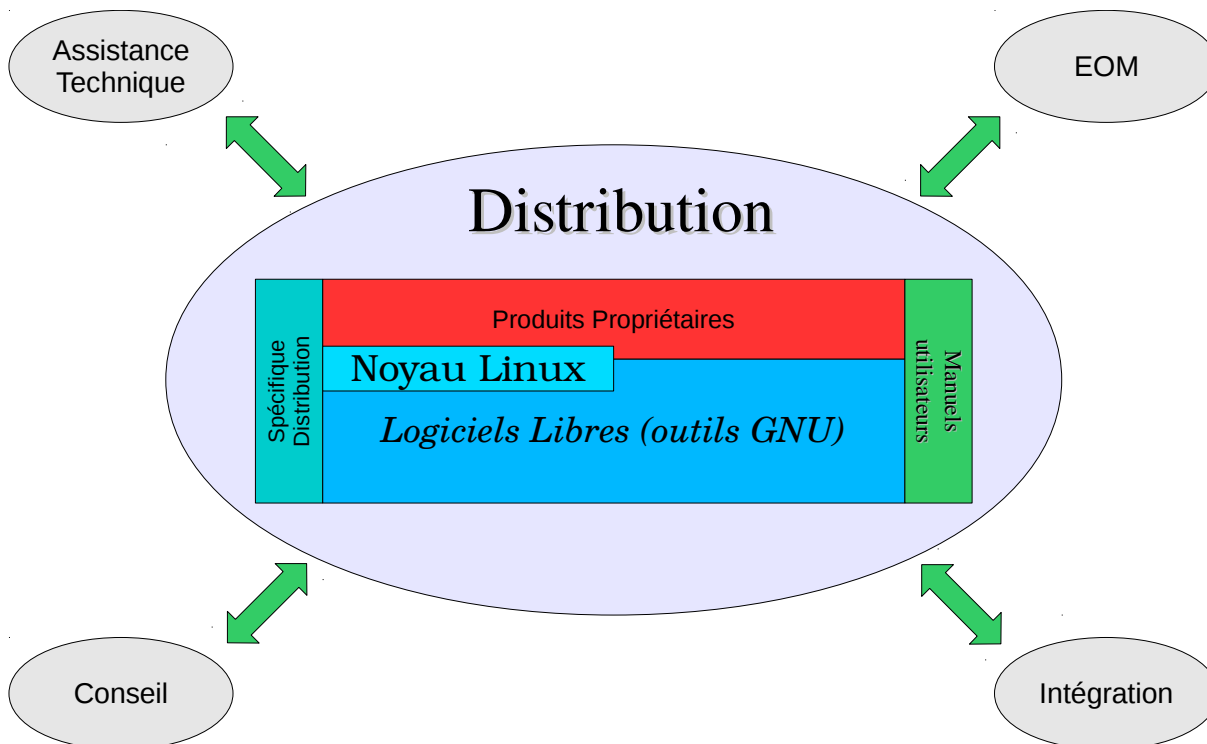 Assistance
Technique
EOM
Distribution
Produits Propriétaires
Noyau Linux
Logiciels Libres (outils GNU)
Spécifique
Distribution
Manuels
utilisateurs
Conseil
Intégration